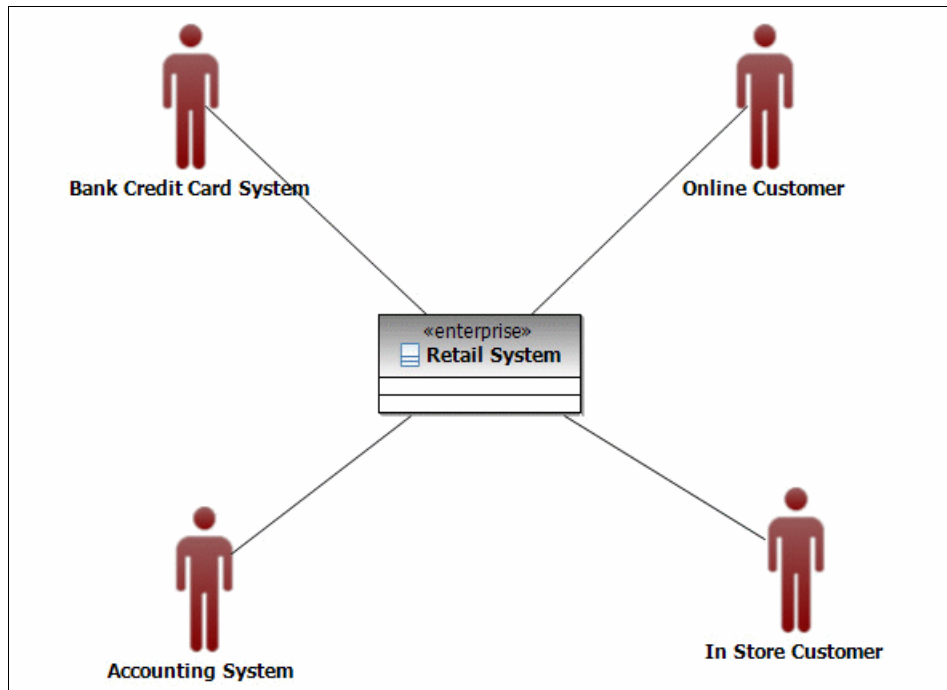 Bank Credit Card System
Online Customer
«enterprise»
Retail System
Accounting System
In Store Customer